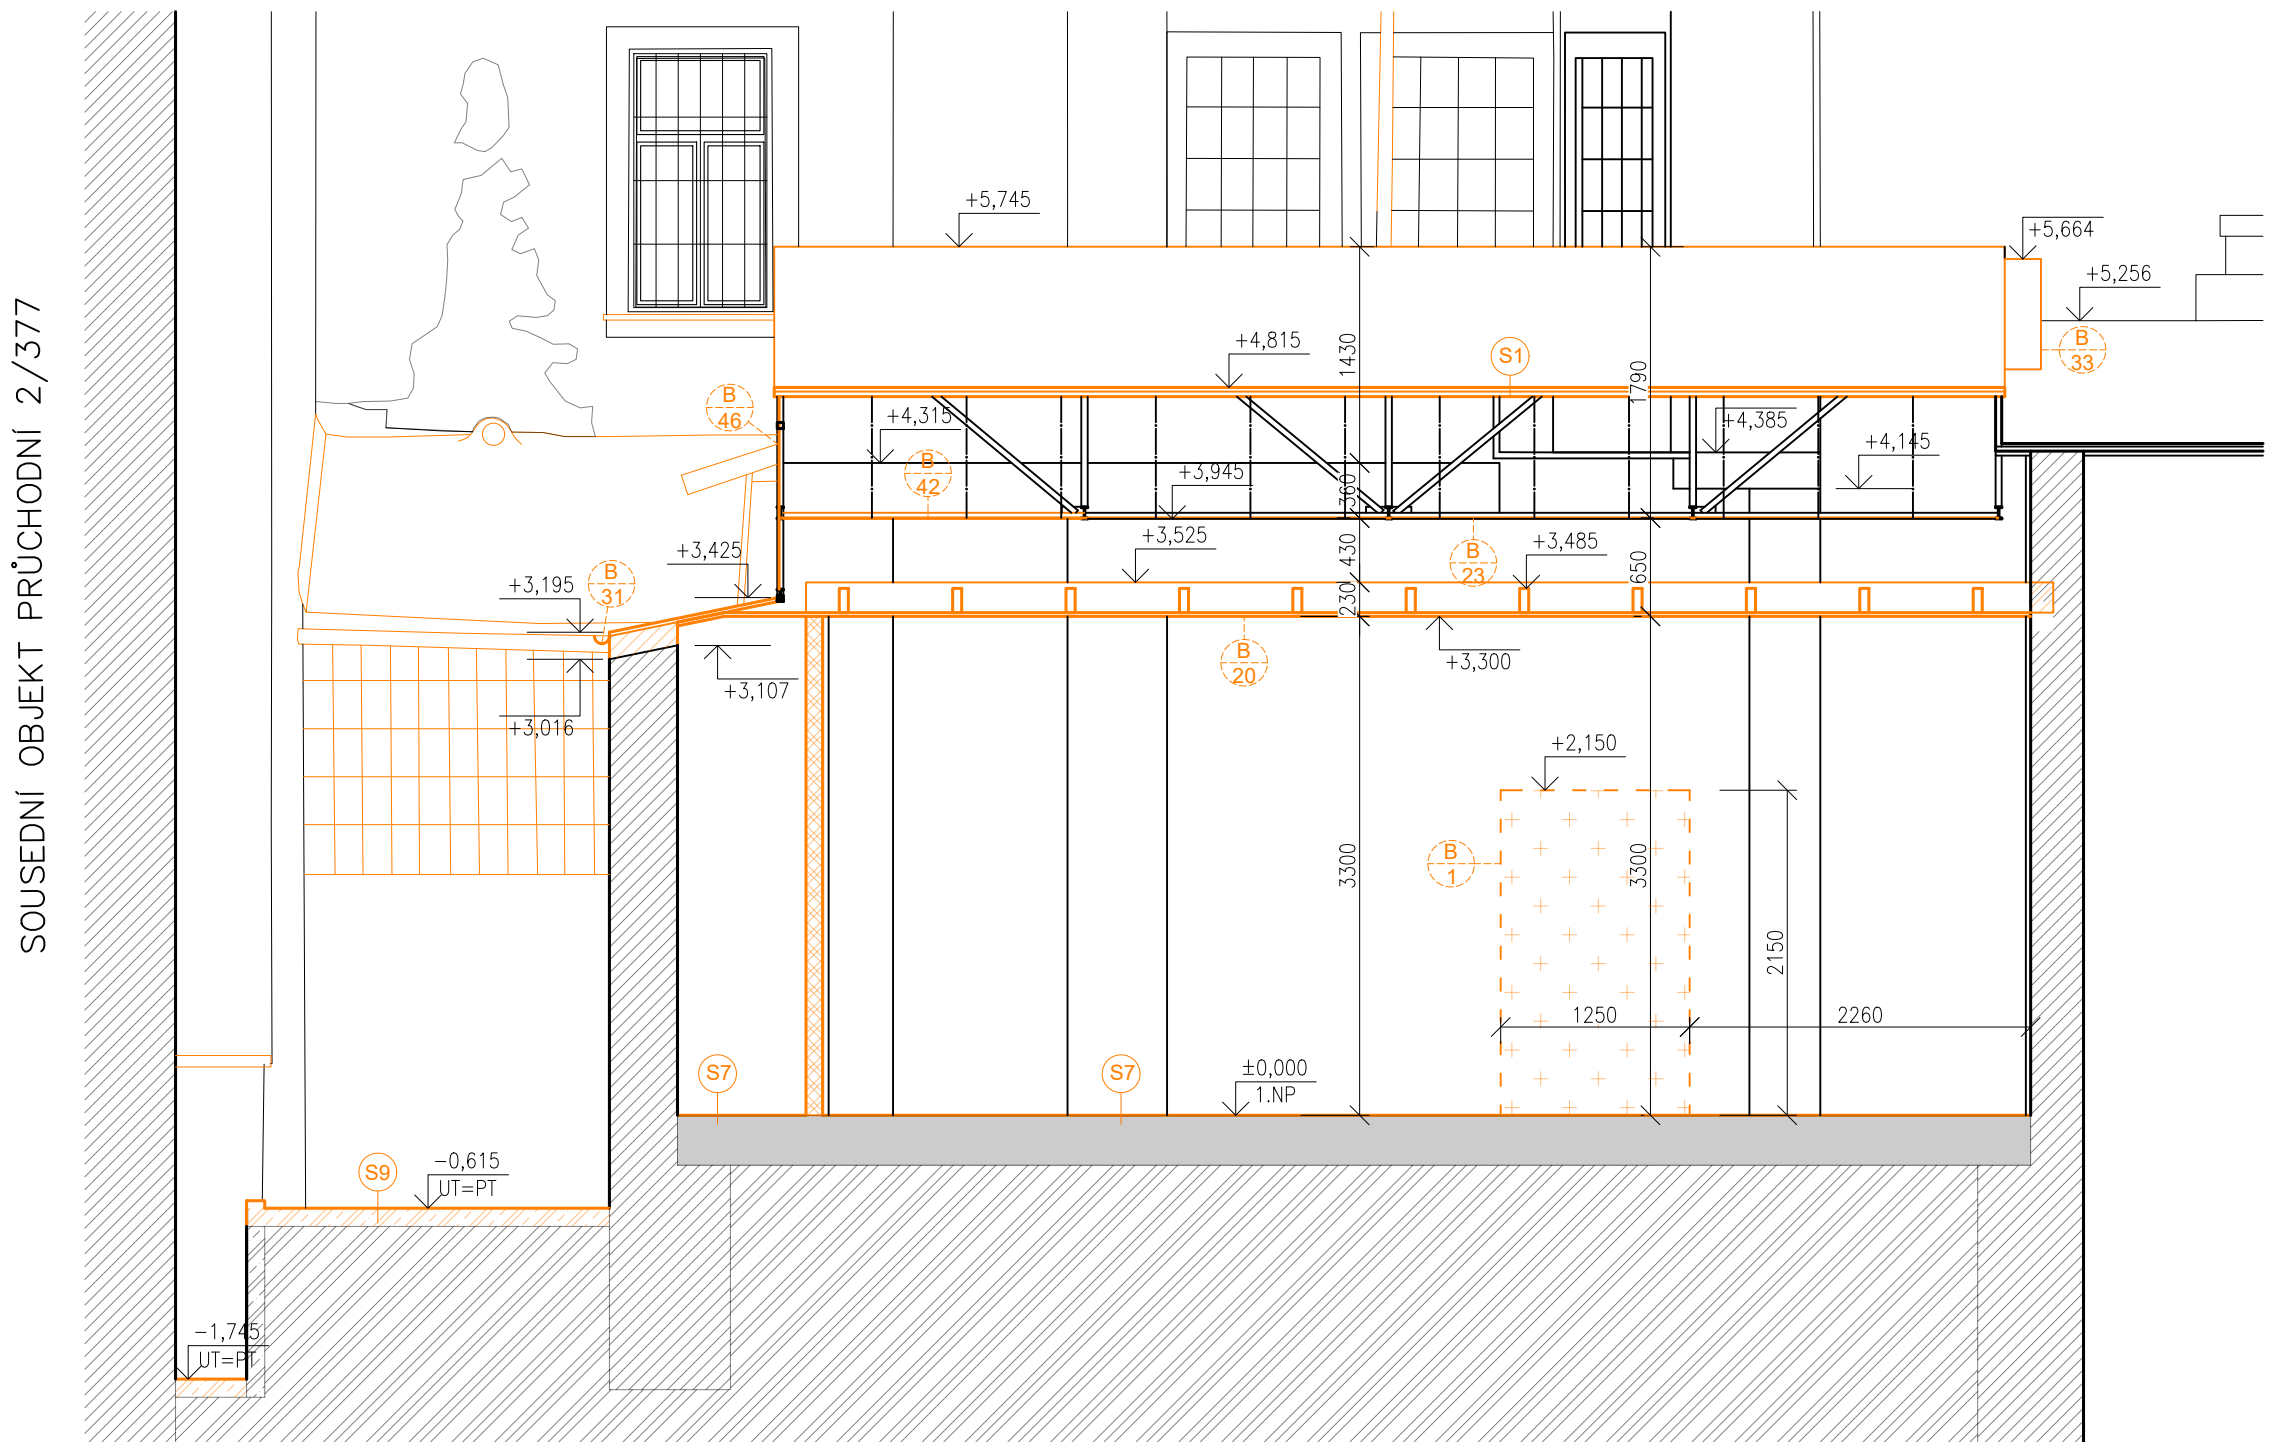 SOUSEDNÍ OBJEKT PRŮCHODNÍ 2/377
+5,745
+5,664
+5,256
B
33
+4,815
1430
S1
1790
B
46
+4,315
+4,385
B
42
+3,945
360
+4,145
+3,425
+3,525
430
B
23
+3,485
650
+3,195
B
31
230
+3,016
+3,107
B
20
+3,300
+2,150
B
1
3300
3300
2150
1250
2260
S7
S7
±0,000
1.NP
S9
-0,615
UT=PT
-1,745
UT=PT